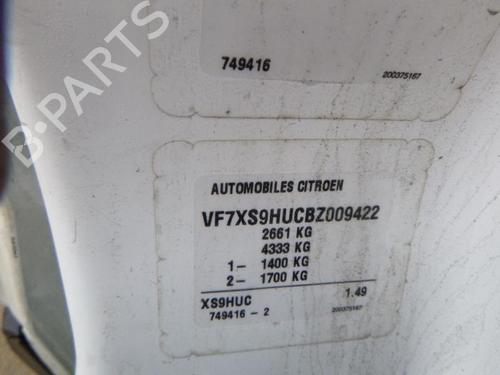 749416
200375167
AUTOMOBILES CITROEN
VF7XS9HUCBZ009422
2661 KG
4333 KG
1- 1400 KG
2- 1700 KG
XS9HUC 1.49
749416 - 2 200375167
B-PARTS